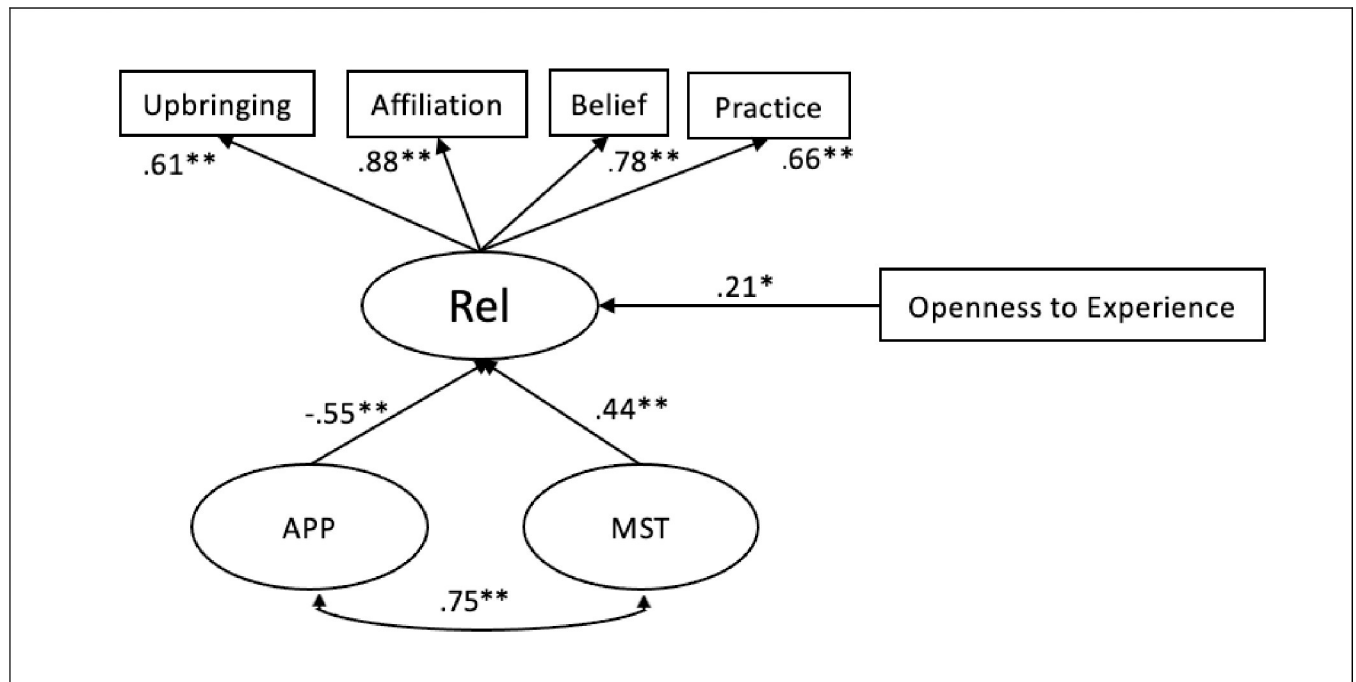 Upbringing
Affiliation
Belief
Practice
.61**
.88**
.78**
.66**
Rel
.21*
Openness to Experience
-.55**
.44**
APP
MST
.75**